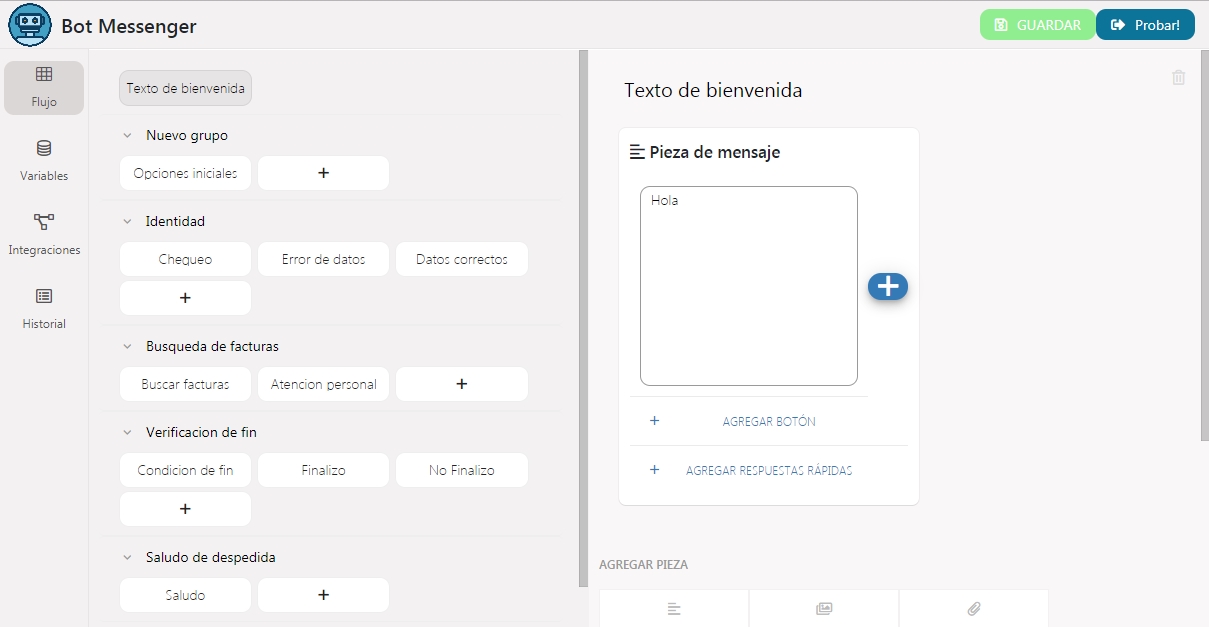 Bot Messenger
GUARDAR
Probar!
Flujo
Variables
Integraciones
Historial
Texto de bienvenida
Nuevo grupo
Opciones iniciales
+
Identidad
Chequeo
Error de datos
Datos correctos
+
Busqueda de facturas
Buscar facturas
Atencion personal
+
Verificacion de fin
Condicion de fin
Finalizo
No Finalizo
+
Saludo de despedida
Saludo
+
Texto de bienvenida
Pieza de mensaje
Hola
+ AGREGAR BOTÓN
+ AGREGAR RESPUESTAS RÁPIDAS
AGREGAR PIEZA